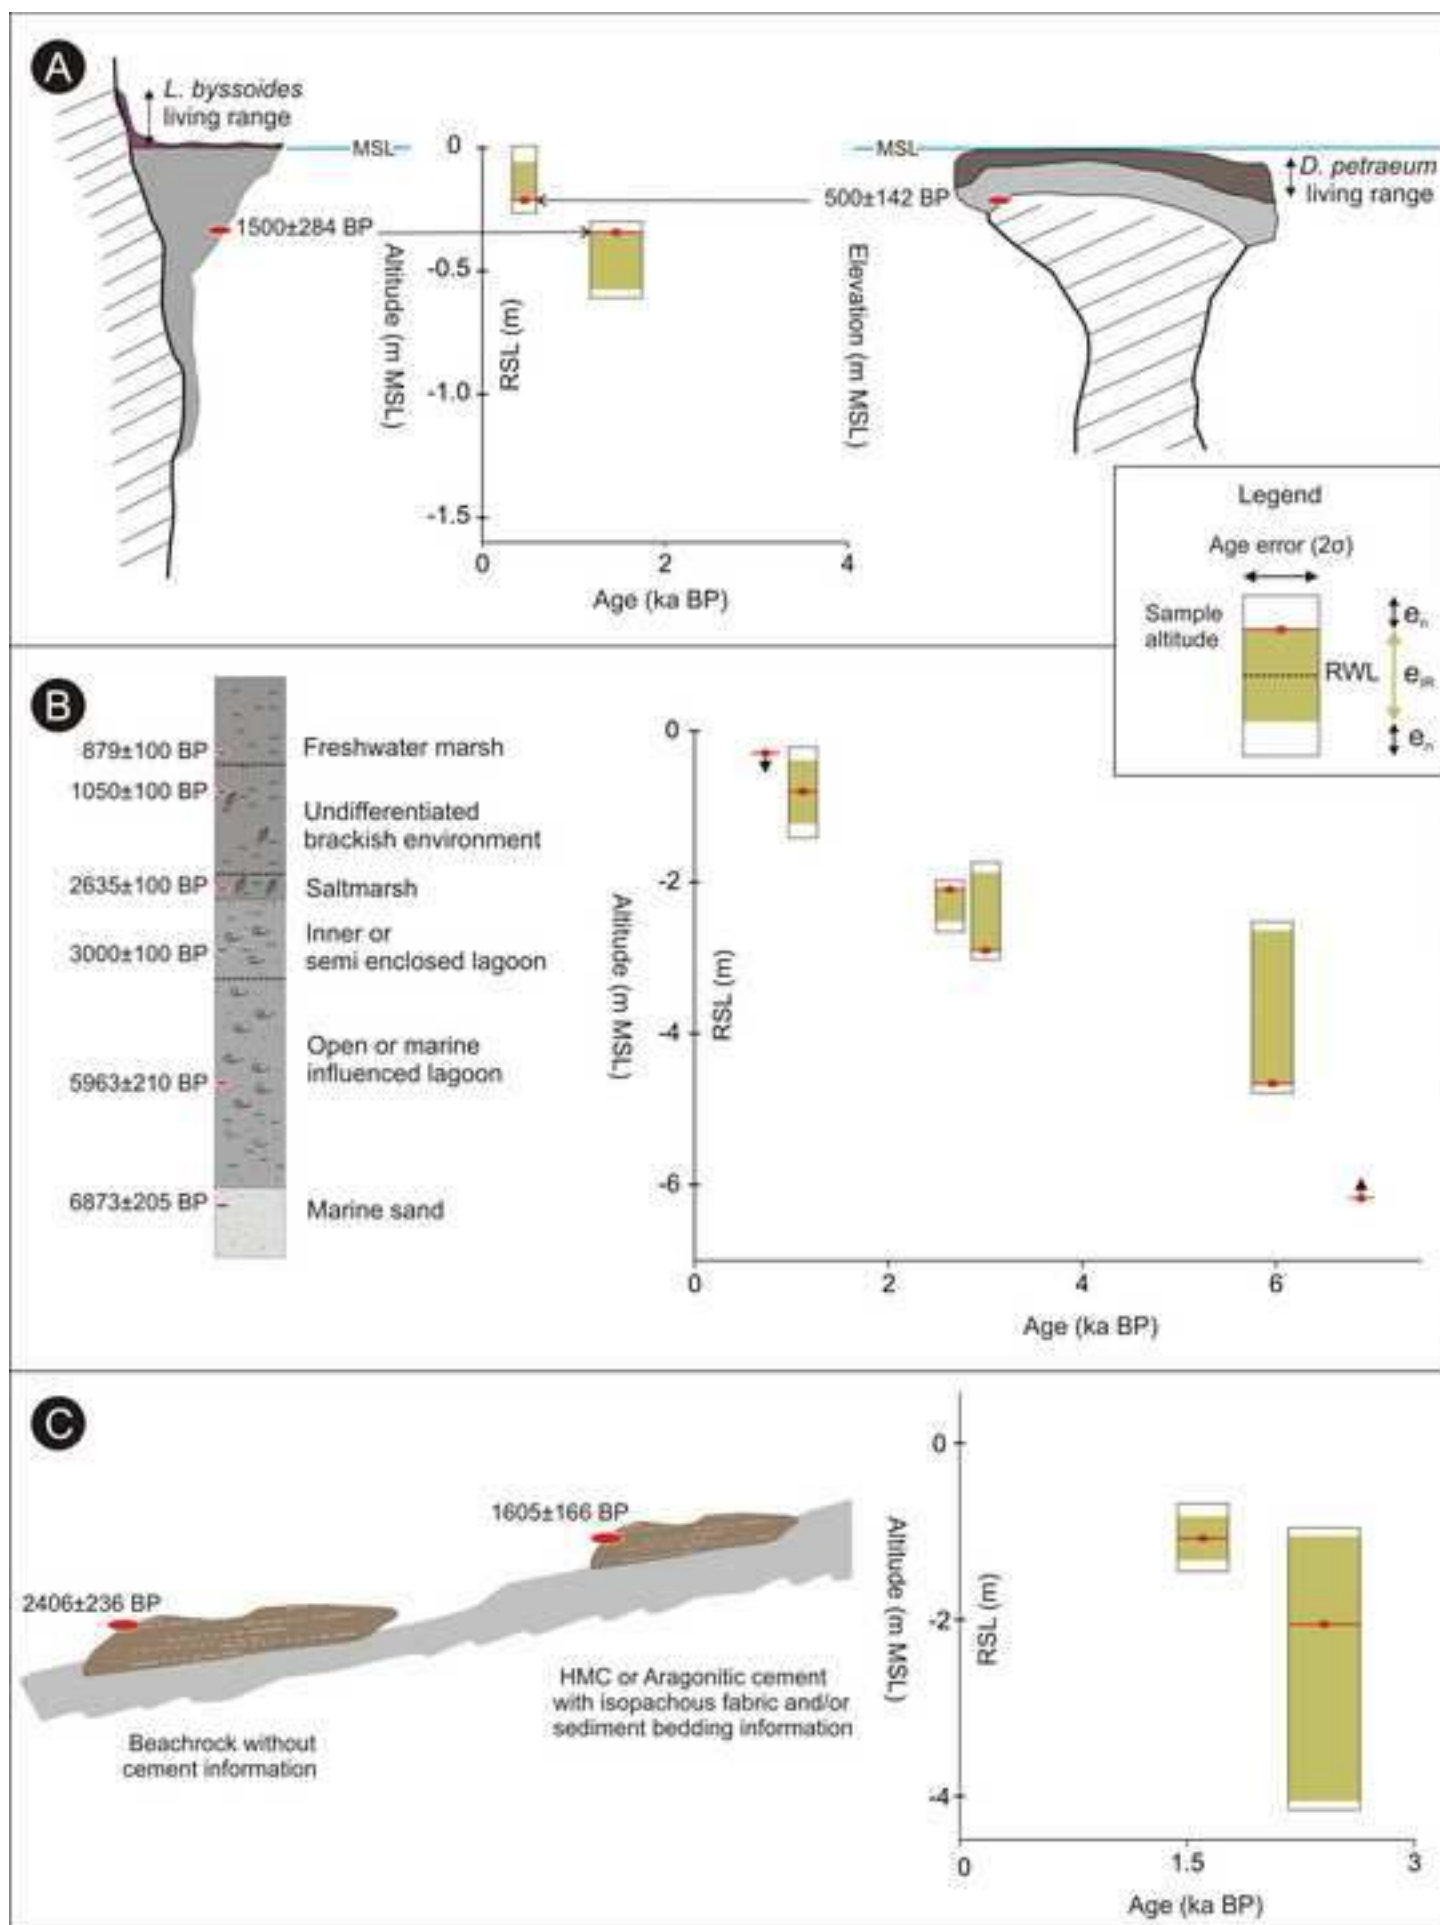 A
L. byssoides
living range
MSL
1500±284 BP
0
-0.5
-1.0
-1.5
Altitude (m MSL)
RSL (m)
0
2
4
Age (ka BP)
MSL
500±142 BP
D. petraeum
living range
Elevation (m MSL)
Legend
Age error (2σ)
Sample
altitude
RWL
eₙ
eᵢᵣ
eₙ
B
879±100 BP
Freshwater marsh
1050±100 BP
Undifferentiated
brackish environment
2635±100 BP
Saltmarsh
3000±100 BP
Inner or
semi enclosed lagoon
5963±210 BP
Open or marine
influenced lagoon
6873±205 BP
Marine sand
0
-2
-4
-6
Altitude (m MSL)
RSL (m)
0
2
4
6
Age (ka BP)
C
1605±166 BP
2406±236 BP
HMC or Aragonitic cement
with isopachous fabric and/or
sediment bedding information
Beachrock without
cement information
0
-2
-4
Altitude (m MSL)
RSL (m)
0
1.5
3
Age (ka BP)